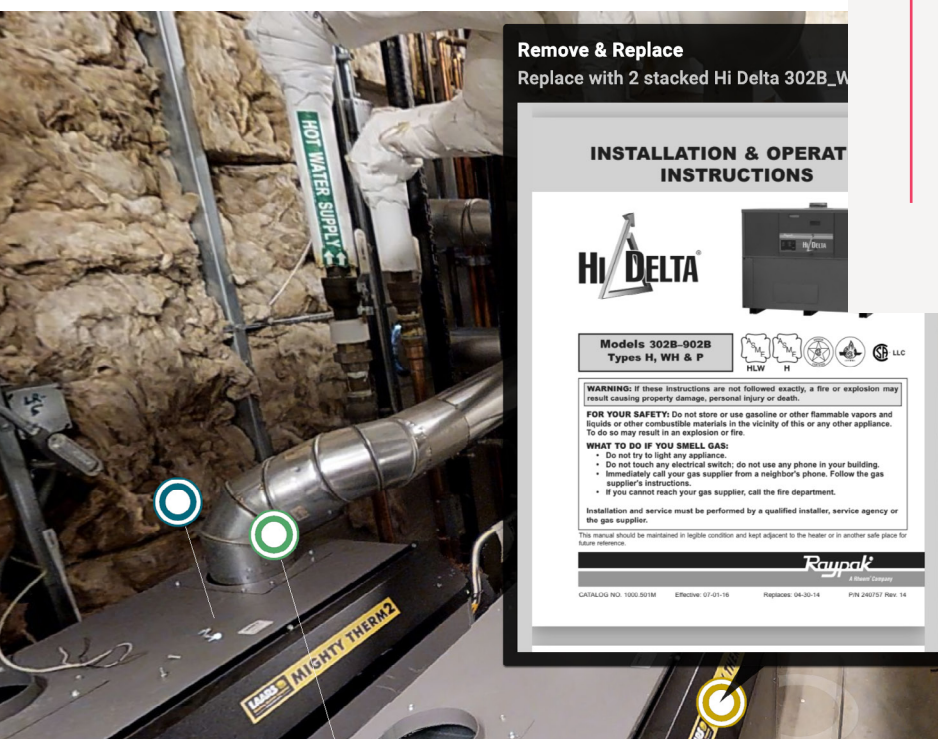 Remove & Replace
Replace with 2 stacked Hi Delta 302B_W
INSTALLATION & OPERAT
INSTRUCTIONS
HI DELTA®
HI DELTA
Models 302B–902B
Types H, WH & P
ASME
HLW
ASME
H
LLC
WARNING: If these instructions are not followed exactly, a fire or explosion may
result causing property damage, personal injury or death.
FOR YOUR SAFETY: Do not store or use gasoline or other flammable vapors and
liquids or other combustible materials in the vicinity of this or any other appliance.
To do so may result in an explosion or fire.
WHAT TO DO IF YOU SMELL GAS:
• Do not try to light any appliance.
• Do not touch any electrical switch; do not use any phone in your building.
• Immediately call your gas supplier from a neighbor's phone. Follow the gas
supplier's instructions.
• If you cannot reach your gas supplier, call the fire department.
Installation and service must be performed by a qualified installer, service agency or
the gas supplier.
This manual should be maintained in legible condition and kept adjacent to the heater or in another safe place for
future reference.
Raypak
A Rheem® Company
CATALOG NO. 1000.501M Effective: 07-01-16 Replaces: 04-30-14 P/N 240757 Rev. 14
HOT WATER SUPPLY
LAARS MIGHTY THERM2